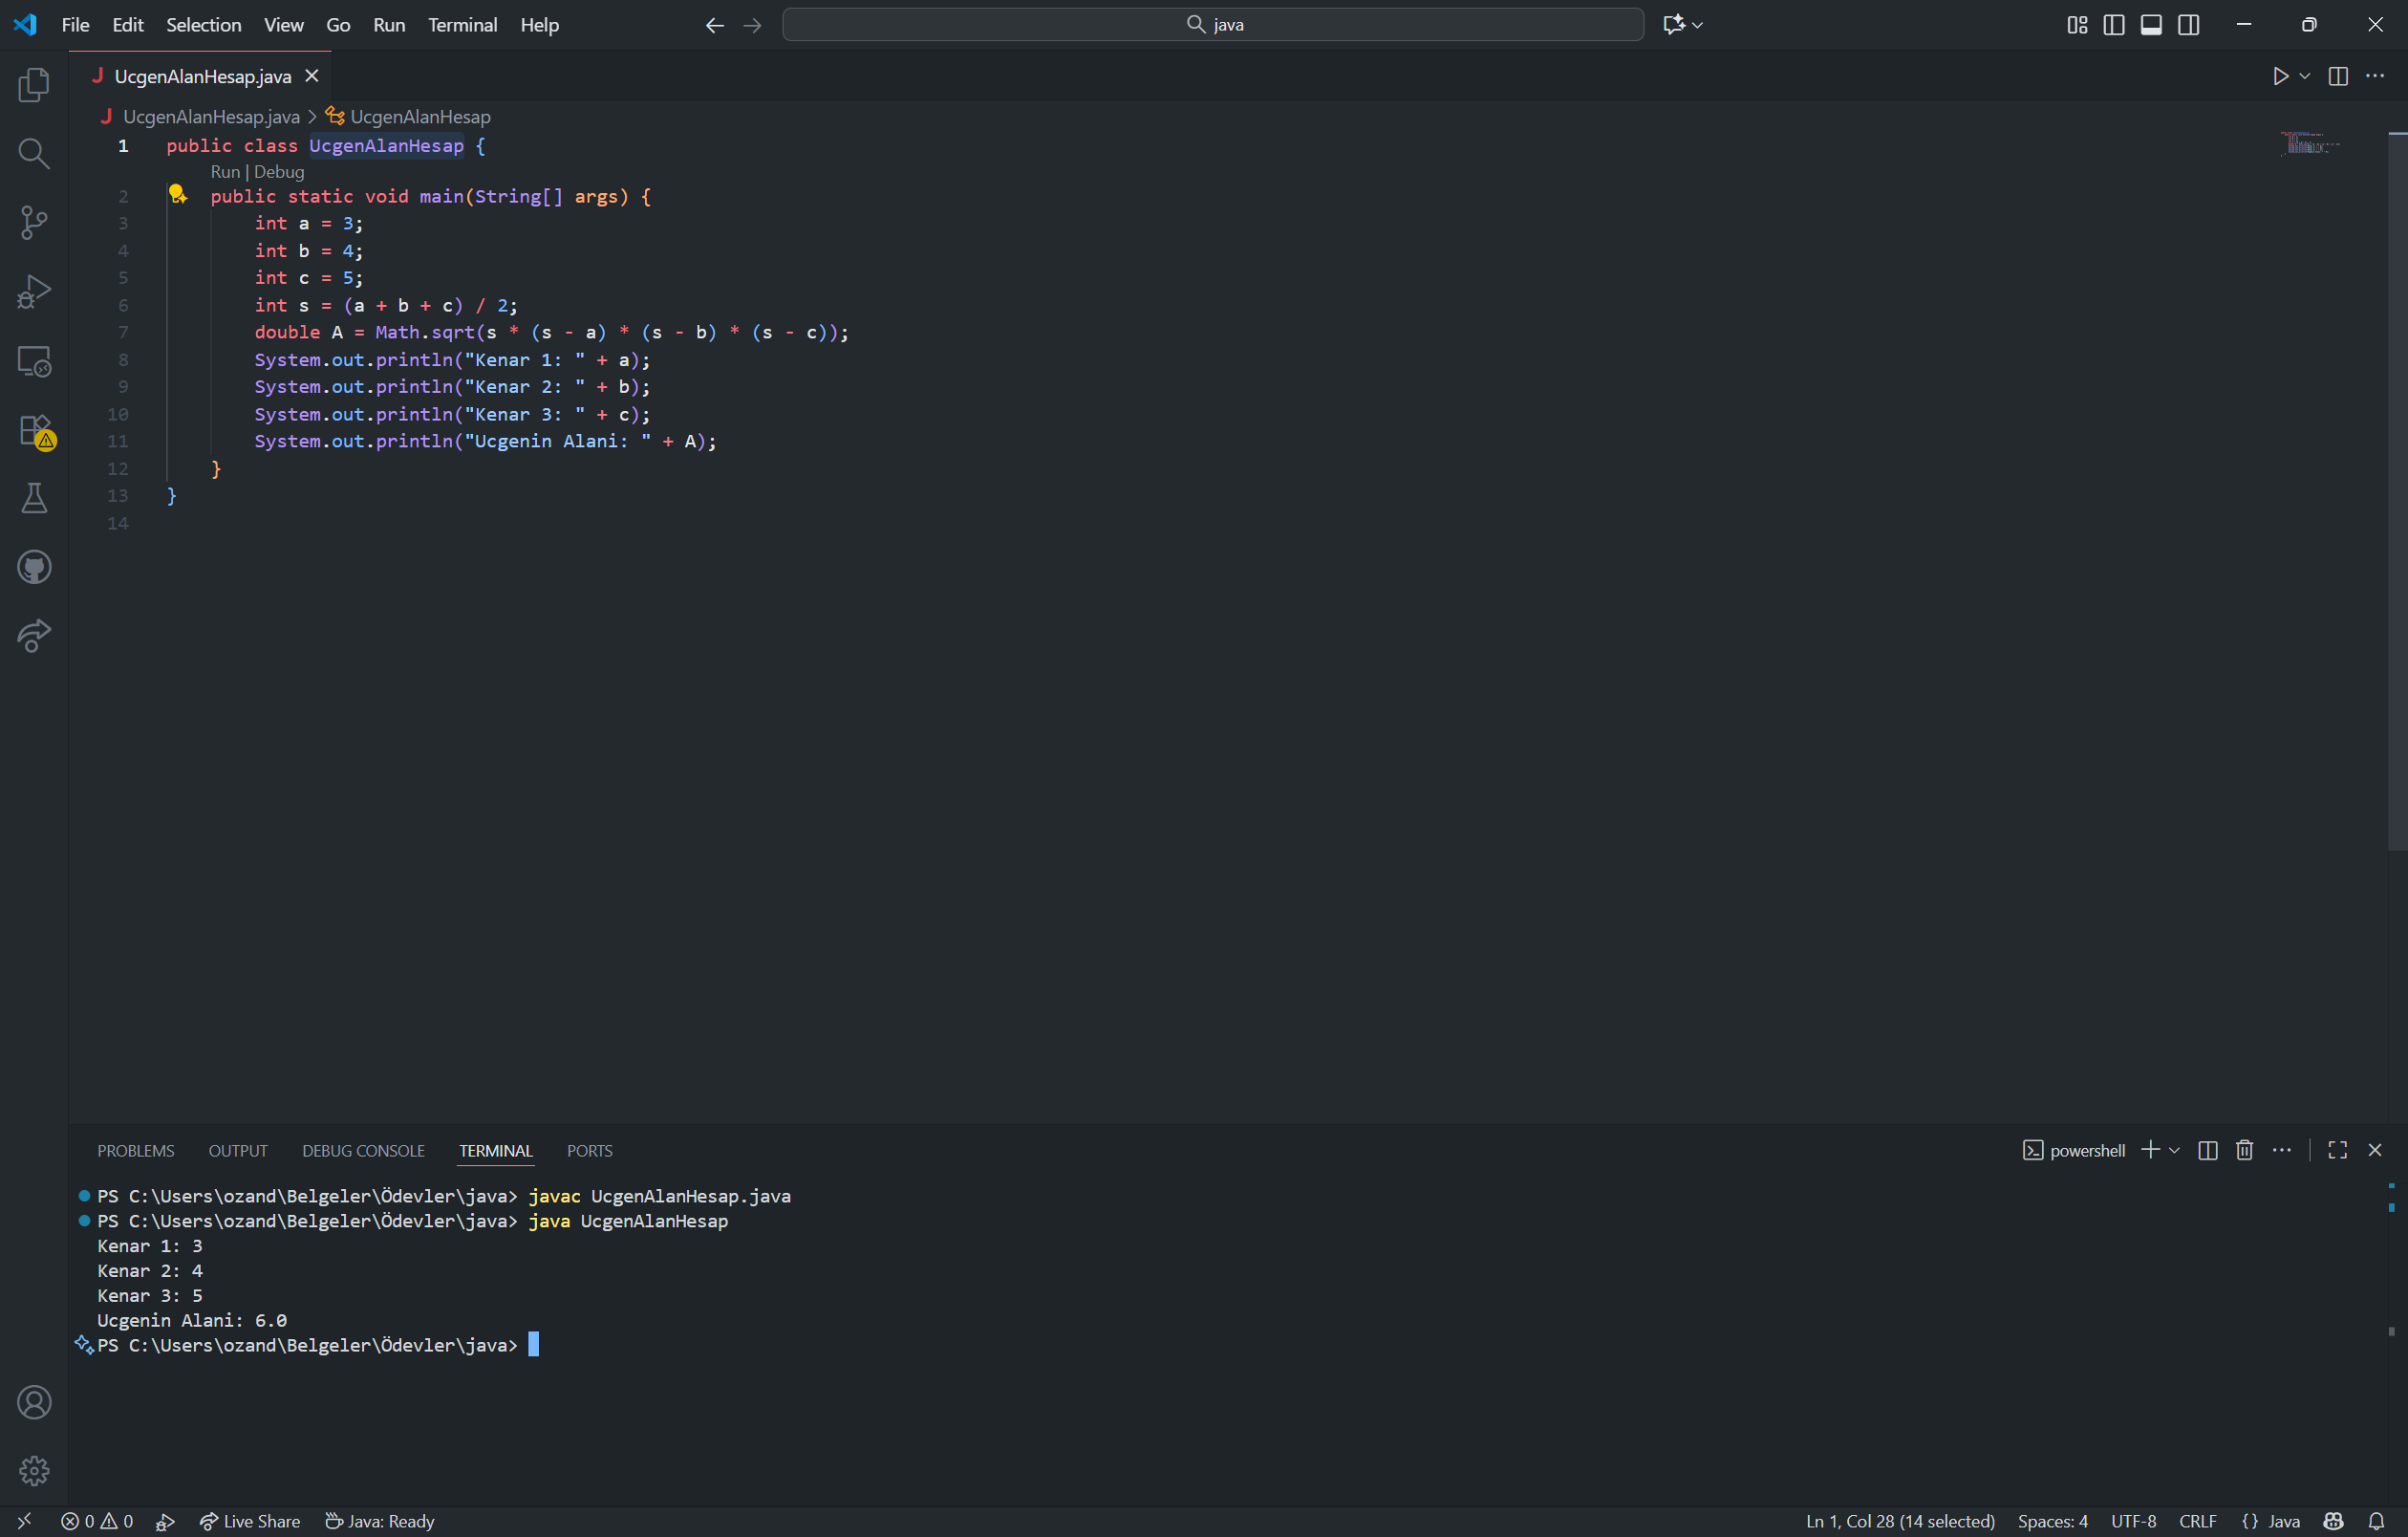 File Edit Selection View Go Run Terminal Help java
UcgenAlanHesap.java
UcgenAlanHesap.java > UcgenAlanHesap
1 public class UcgenAlanHesap {
Run | Debug
2 public static void main(String[] args) {
3 int a = 3;
4 int b = 4;
5 int c = 5;
6 int s = (a + b + c) / 2;
7 double A = Math.sqrt(s * (s - a) * (s - b) * (s - c));
8 System.out.println("Kenar 1: " + a);
9 System.out.println("Kenar 2: " + b);
10 System.out.println("Kenar 3: " + c);
11 System.out.println("Ucgenin Alani: " + A);
12 }
13 }
14
PROBLEMS OUTPUT DEBUG CONSOLE TERMINAL PORTS powershell
PS C:\Users\ozand\Belgeler\Ödevler\java> javac UcgenAlanHesap.java
PS C:\Users\ozand\Belgeler\Ödevler\java> java UcgenAlanHesap
Kenar 1: 3
Kenar 2: 4
Kenar 3: 5
Ucgenin Alani: 6.0
PS C:\Users\ozand\Belgeler\Ödevler\java>
0 0 Live Share Java: Ready Ln 1, Col 28 (14 selected) Spaces: 4 UTF-8 CRLF {} Java